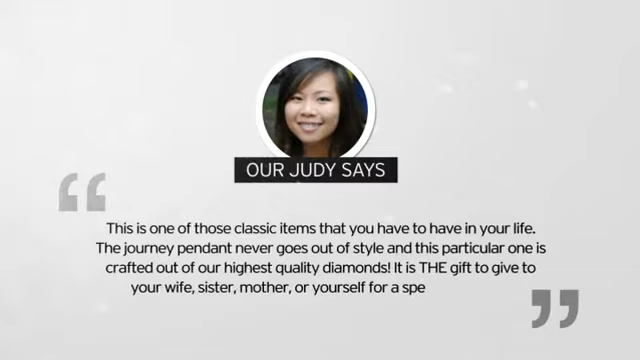 OUR JUDY SAYS
This is one of those classic items that you have to have in your life.
The journey pendant never goes out of style and this particular one is
crafted out of our highest quality diamonds! It is THE gift to give to
your wife, sister, mother, or yourself for a spe